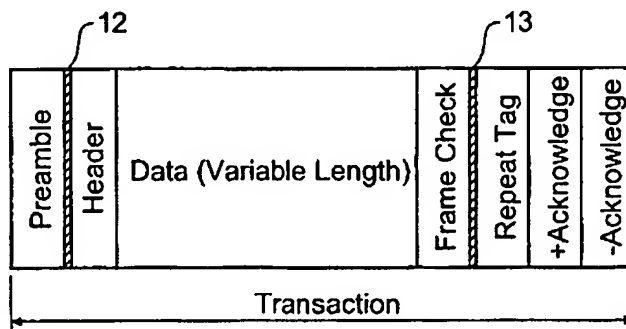 12
13
Preamble
Header
Data (Variable Length)
Frame Check
Repeat Tag
+Acknowledge
-Acknowledge
Transaction